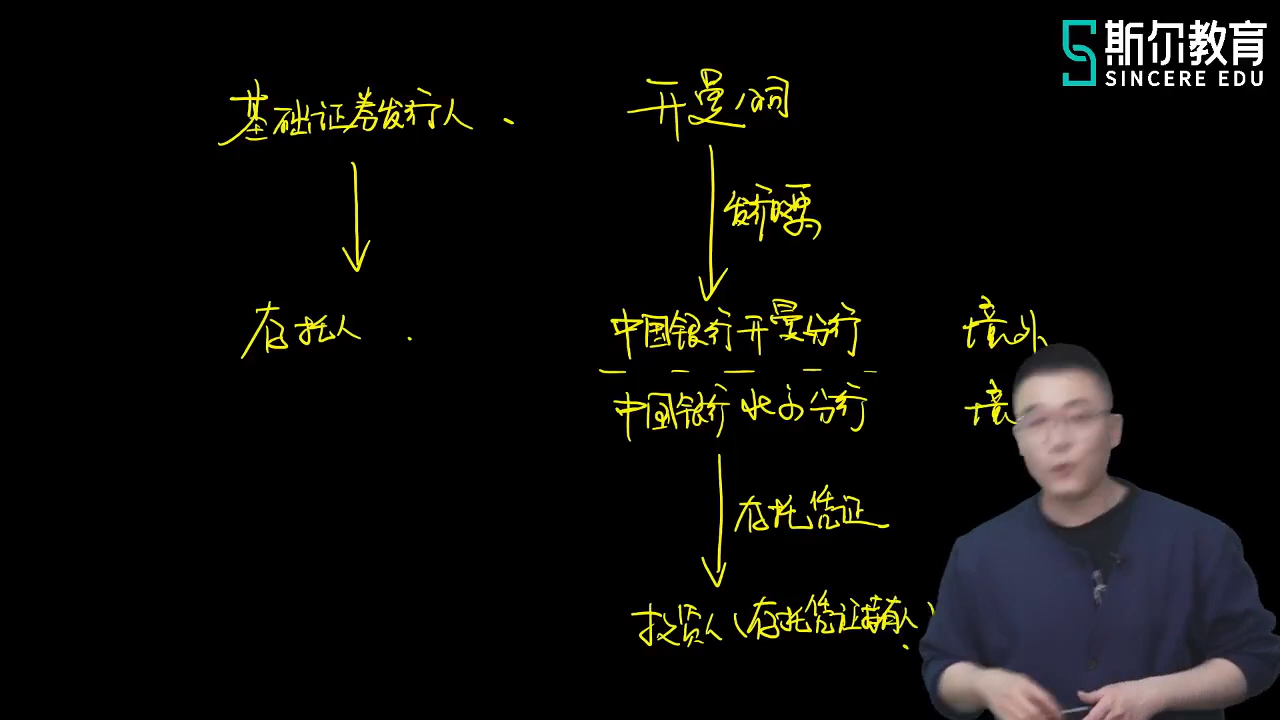 斯尔教育
SINCERE EDU
基础证券发行人 开曼公司
发行股票
存托人 中国银行开曼分行 境外
中国银行北京分行 境
存托凭证
投资人(存托凭证持有人)